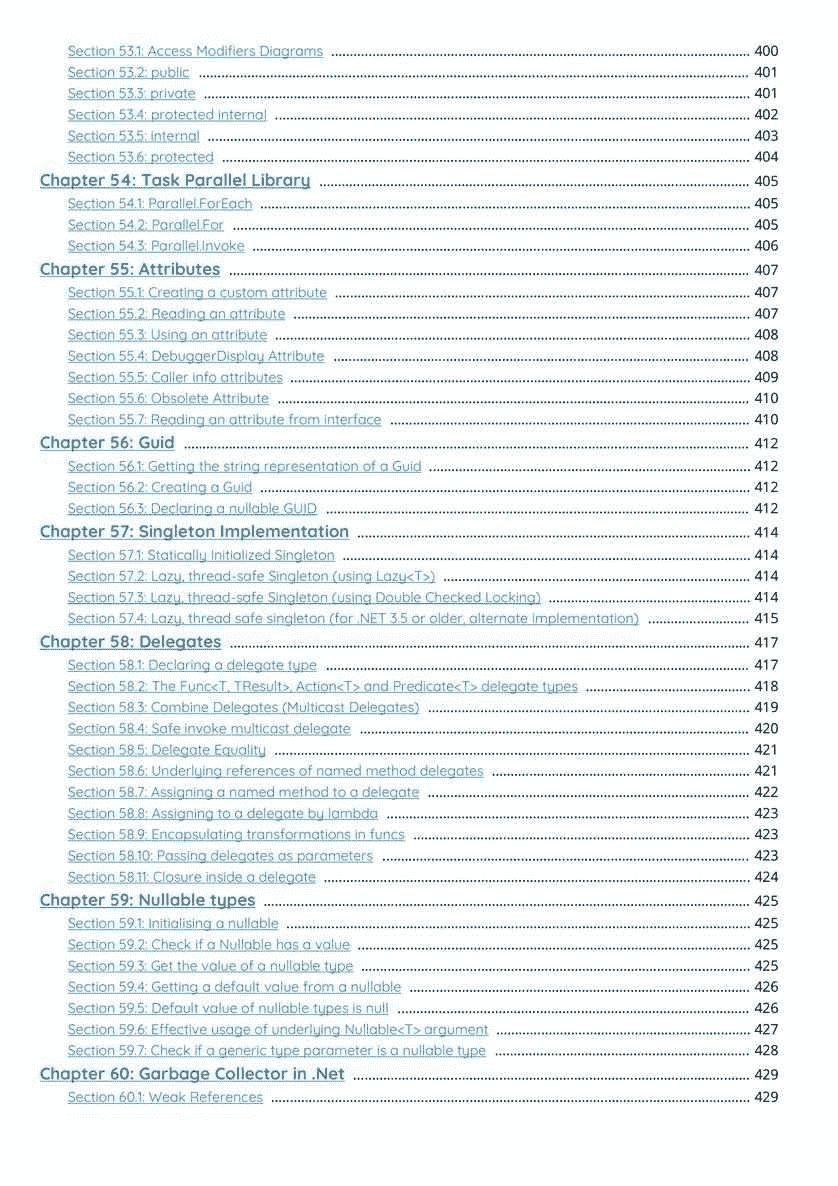 Section 53.1: Access Modifiers Diagrams ........ 400
Section 53.2: public ........ 401
Section 53.3: private ........ 401
Section 53.4: protected internal ........ 402
Section 53.5: internal ........ 403
Section 53.6: protected ........ 404
Chapter 54: Task Parallel Library ........ 405
Section 54.1: Parallel.ForEach ........ 405
Section 54.2: Parallel.For ........ 405
Section 54.3: Parallel.Invoke ........ 406
Chapter 55: Attributes ........ 407
Section 55.1: Creating a custom attribute ........ 407
Section 55.2: Reading an attribute ........ 407
Section 55.3: Using an attribute ........ 408
Section 55.4: DebuggerDisplay Attribute ........ 408
Section 55.5: Caller info attributes ........ 409
Section 55.6: Obsolete Attribute ........ 410
Section 55.7: Reading an attribute from interface ........ 410
Chapter 56: Guid ........ 412
Section 56.1: Getting the string representation of a Guid ........ 412
Section 56.2: Creating a Guid ........ 412
Section 56.3: Declaring a nullable GUID ........ 412
Chapter 57: Singleton Implementation ........ 414
Section 57.1: Statically Initialized Singleton ........ 414
Section 57.2: Lazy, thread-safe Singleton (using Lazy<T>) ........ 414
Section 57.3: Lazy, thread-safe Singleton (using Double Checked Locking) ........ 414
Section 57.4: Lazy, thread safe singleton (for .NET 3.5 or older, alternate implementation) ........ 415
Chapter 58: Delegates ........ 417
Section 58.1: Declaring a delegate type ........ 417
Section 58.2: The Func<T, TResult>, Action<T> and Predicate<T> delegate types ........ 418
Section 58.3: Combine Delegates (Multicast Delegates) ........ 419
Section 58.4: Safe invoke multicast delegate ........ 420
Section 58.5: Delegate Equality ........ 421
Section 58.6: Underlying references of named method delegates ........ 421
Section 58.7: Assigning a named method to a delegate ........ 422
Section 58.8: Assigning to a delegate by lambda ........ 423
Section 58.9: Encapsulating transformations in funcs ........ 423
Section 58.10: Passing delegates as parameters ........ 423
Section 58.11: Closure inside a delegate ........ 424
Chapter 59: Nullable types ........ 425
Section 59.1: Initialising a nullable ........ 425
Section 59.2: Check if a Nullable has a value ........ 425
Section 59.3: Get the value of a nullable type ........ 425
Section 59.4: Getting a default value from a nullable ........ 426
Section 59.5: Default value of nullable types is null ........ 426
Section 59.6: Effective usage of underlying Nullable<T> argument ........ 427
Section 59.7: Check if a generic type parameter is a nullable type ........ 428
Chapter 60: Garbage Collector in .Net ........ 429
Section 60.1: Weak References ........ 429